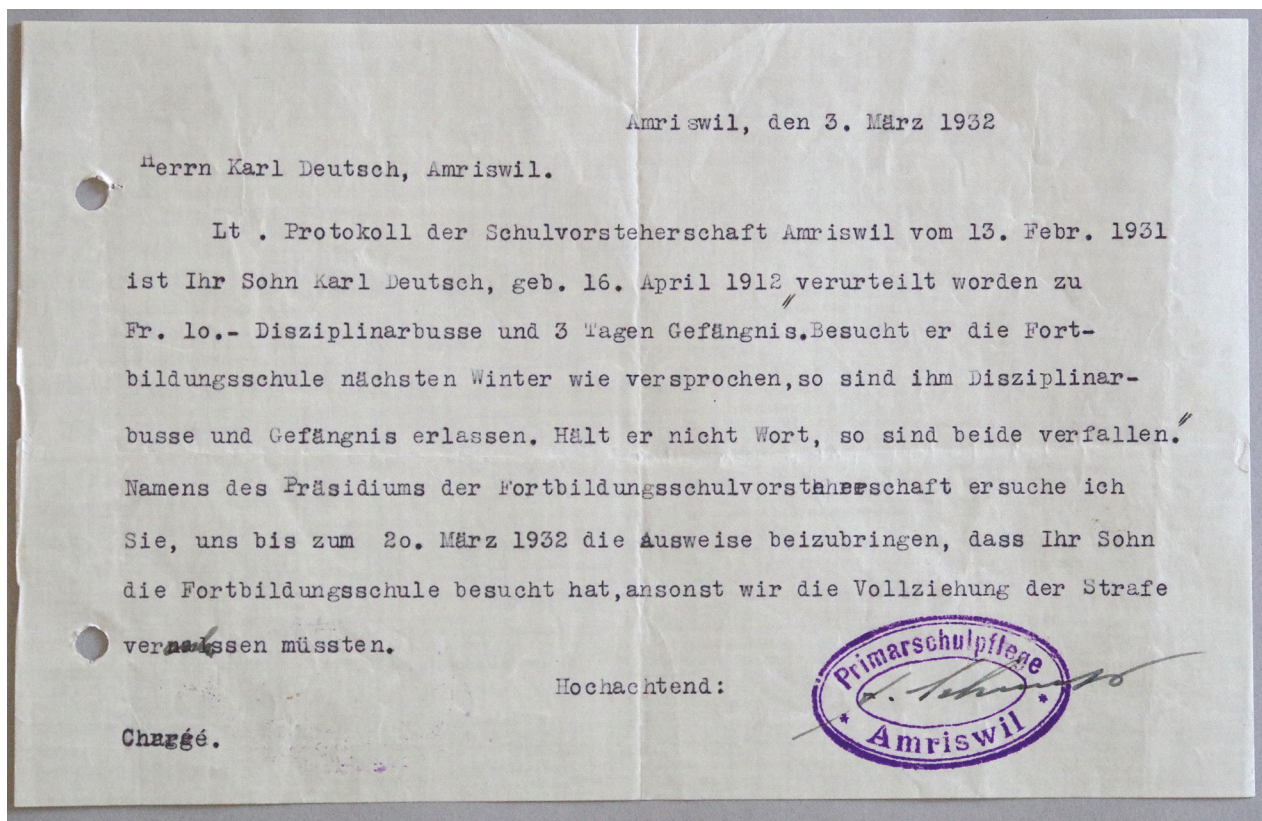 Amriswil, den 3. März 1932
Herrn Karl Deutsch, Amriswil.
Lt . Protokoll der Schulvorsteherschaft Amriswil vom 13. Febr. 1931
ist Ihr Sohn Karl Deutsch, geb. 16. April 1912 " verurteilt worden zu
Fr. 1o.- Disziplinarbusse und 3 Tagen Gefängnis.Besucht er die Fort-
bildungsschule nächsten Winter wie versprochen,so sind ihm Disziplinar-
busse und Gefängnis erlassen. Hält er nicht Wort, so sind beide verfallen."
Namens des Präsidiums der Fortbildungsschulvorsteherschaft ersuche ich
Sie, uns bis zum 2o. März 1932 die Ausweise beizubringen, dass Ihr Sohn
die Fortbildungsschule besucht hat,ansonst wir die Vollziehung der Strafe
veranlassen müssten.
Hochachtend:
Chargé.
Primarschulpflege
* Amriswil *